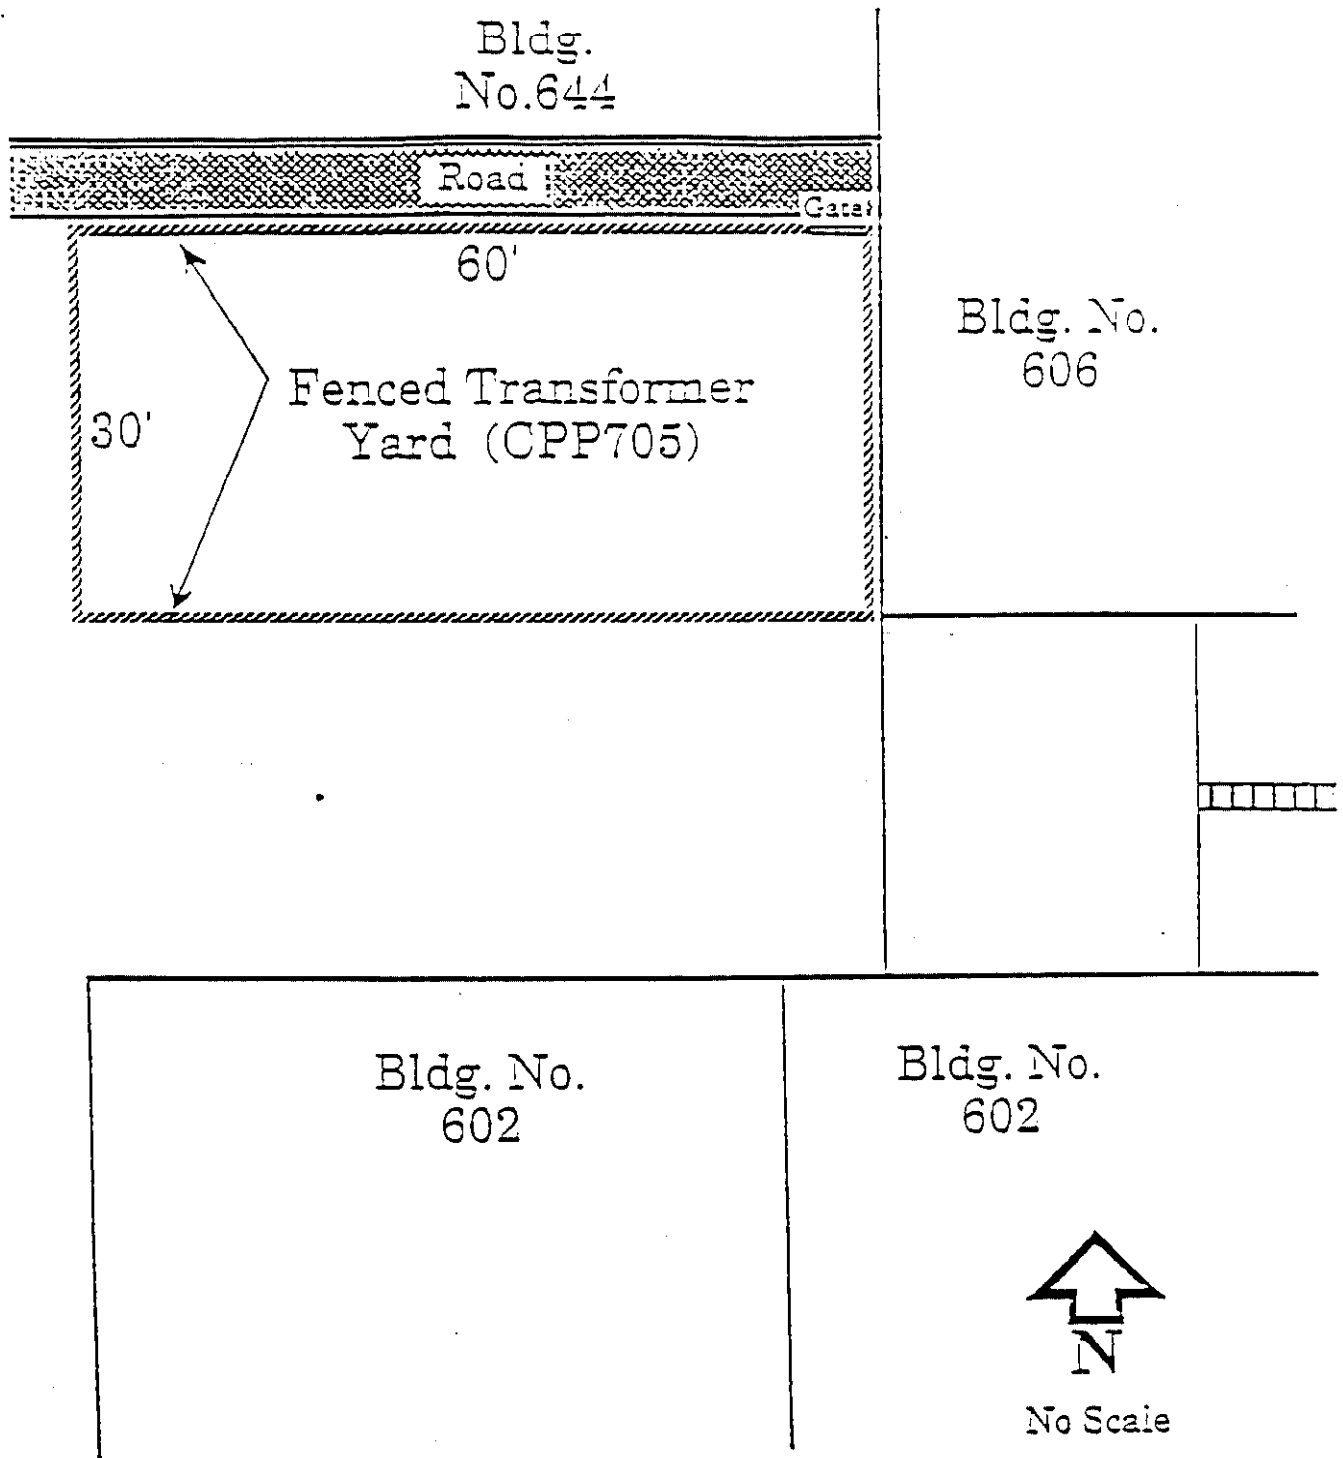 Bldg.
No.644
Road
Gate
60'
Bldg. No.
606
Fenced Transformer
Yard (CPP705)
30'
Bldg. No.
602
Bldg. No.
602
N
No Scale